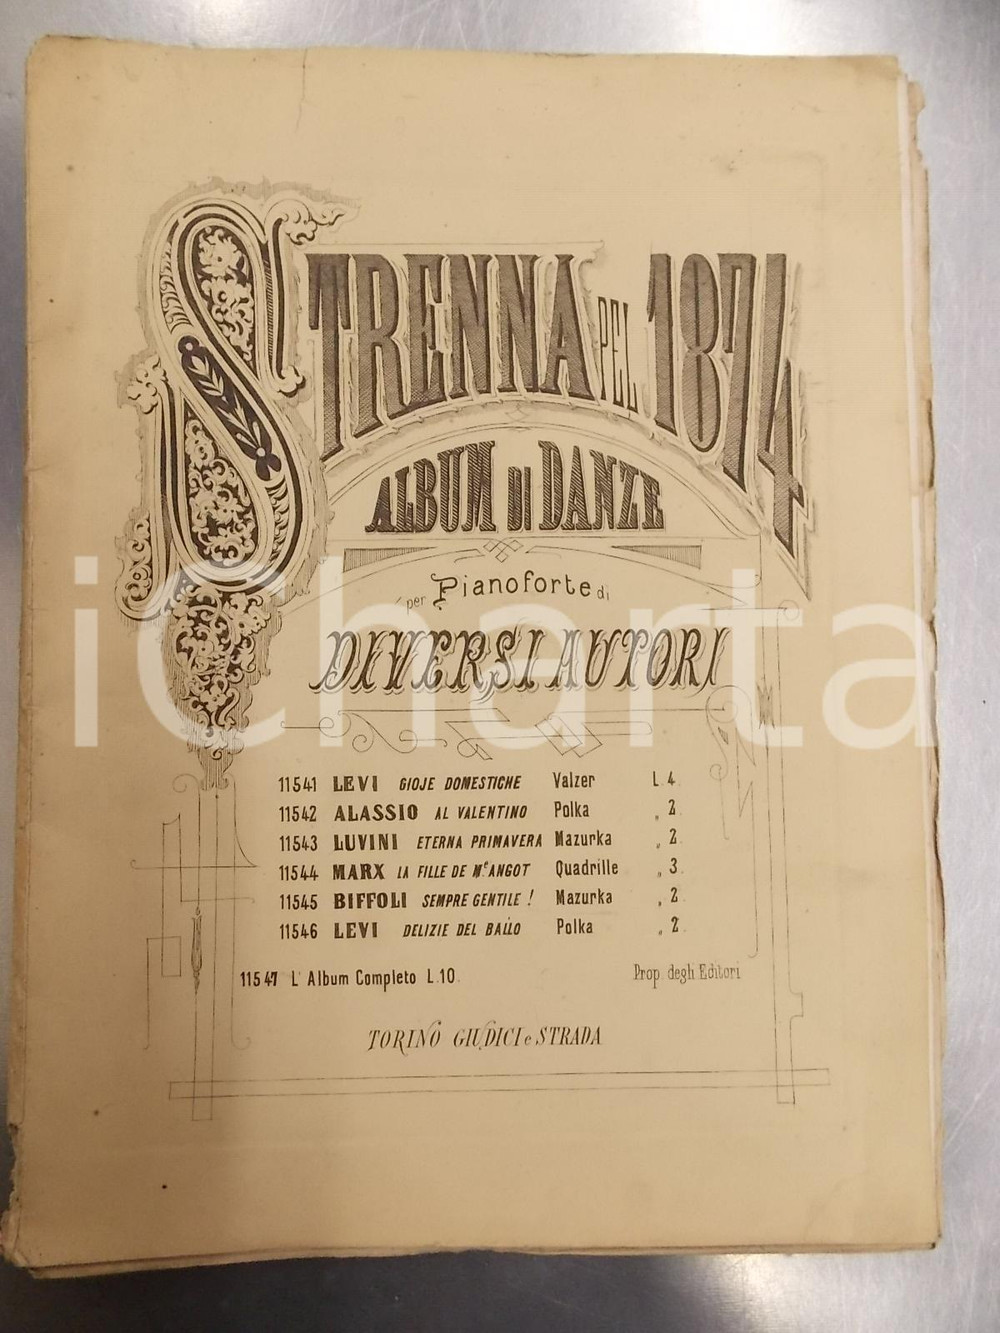 STRENNA PEL 1874
ALBUM DI DANZE
per Pianoforte di
DIVERSI AUTORI
iCharta
11541 LEVI GIOJE DOMESTICHE Valzer L. 4.
11542 ALASSIO AL VALENTINO Polka „ 2.
11543 LUVINI ETERNA PRIMAVERA Mazurka „ 2.
11544 MARX LA FILLE DE Me ANGOT Quadrille „ 3.
11545 BIFFOLI SEMPRE GENTILE ! Mazurka „ 2.
11546 LEVI DELIZIE DEL BALLO Polka „ 2.
11547 L'Album Completo L.10. Prop. degli Editori
TORINO GIUDICI e STRADA